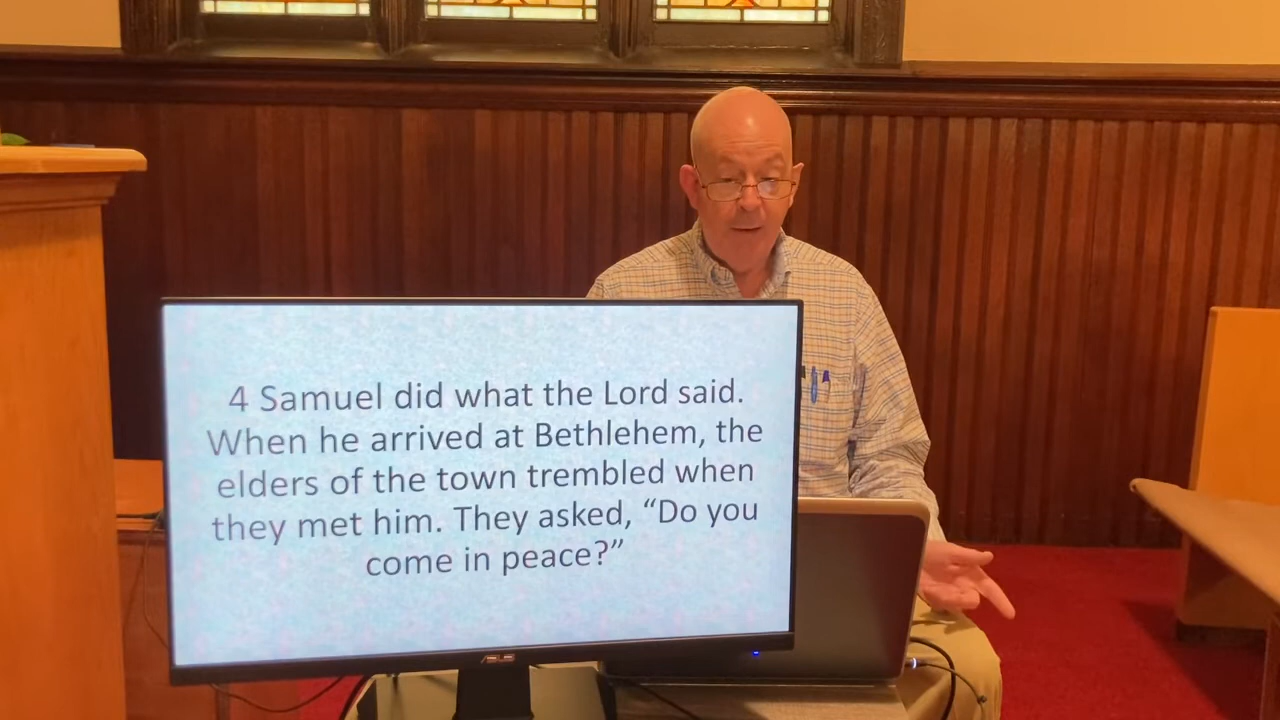 4 Samuel did what the Lord said.
When he arrived at Bethlehem, the
elders of the town trembled when
they met him. They asked, “Do you
come in peace?”